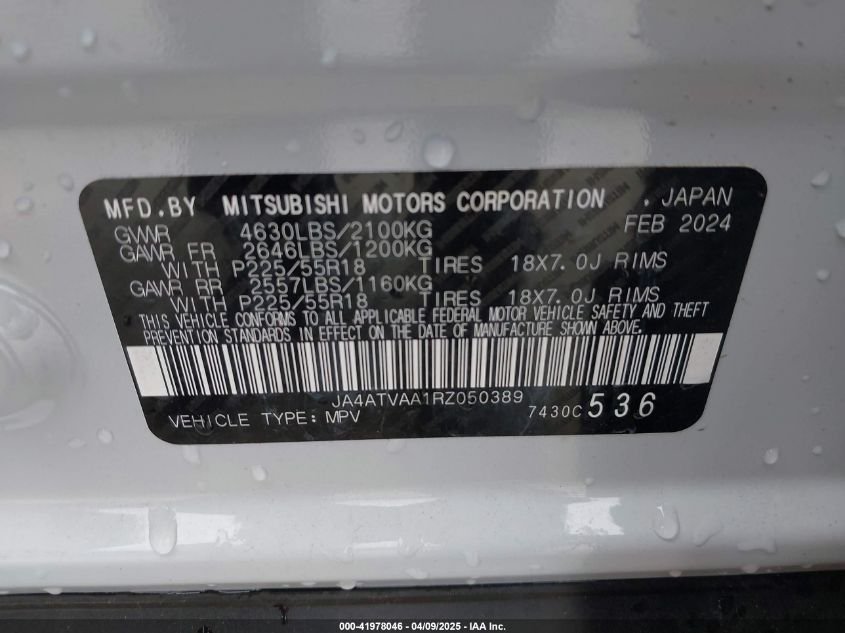 MFD.BY MITSUBISHI MOTORS CORPORATION . JAPAN
GVWR 4630LBS/2100KG FEB 2024
GAWR FR 2646LBS/1200KG
WITH P225/55R18 TIRES 18X7.0J RIMS
GAWR RR 2557LBS/1160KG
WITH P225/55R18 TIRES 18X7.0J RIMS
THIS VEHICLE CONFORMS TO ALL APPLICABLE FEDERAL MOTOR VEHICLE SAFETY AND THEFT
PREVENTION STANDARDS IN EFFECT ON THE DATE OF MANUFACTURE SHOWN ABOVE.
JA4ATVAA1RZ050389
VEHICLE TYPE: MPV 7430C 536
000-41978046 - 04/09/2025 - IAA Inc.